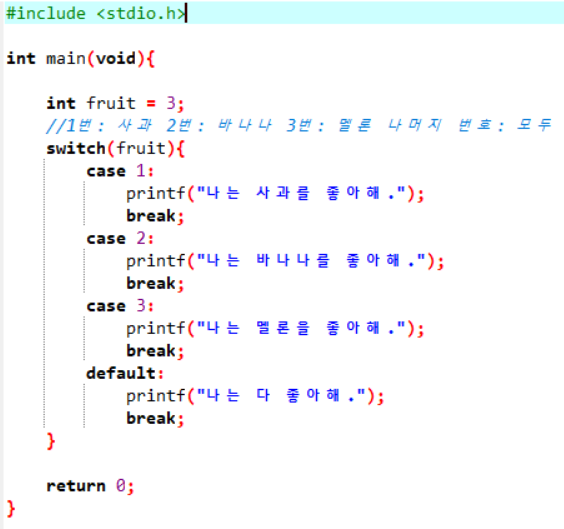 #include <stdio.h>
int main(void){
int fruit = 3;
//1번: 사과 2번: 바나나 3번: 멜론 나머지 번호: 모두
switch(fruit){
case 1:
printf("나는 사과를 좋아해.");
break;
case 2:
printf("나는 바나나를 좋아해.");
break;
case 3:
printf("나는 멜론을 좋아해.");
break;
default:
printf("나는 다 좋아해.");
break;
}
return 0;
}